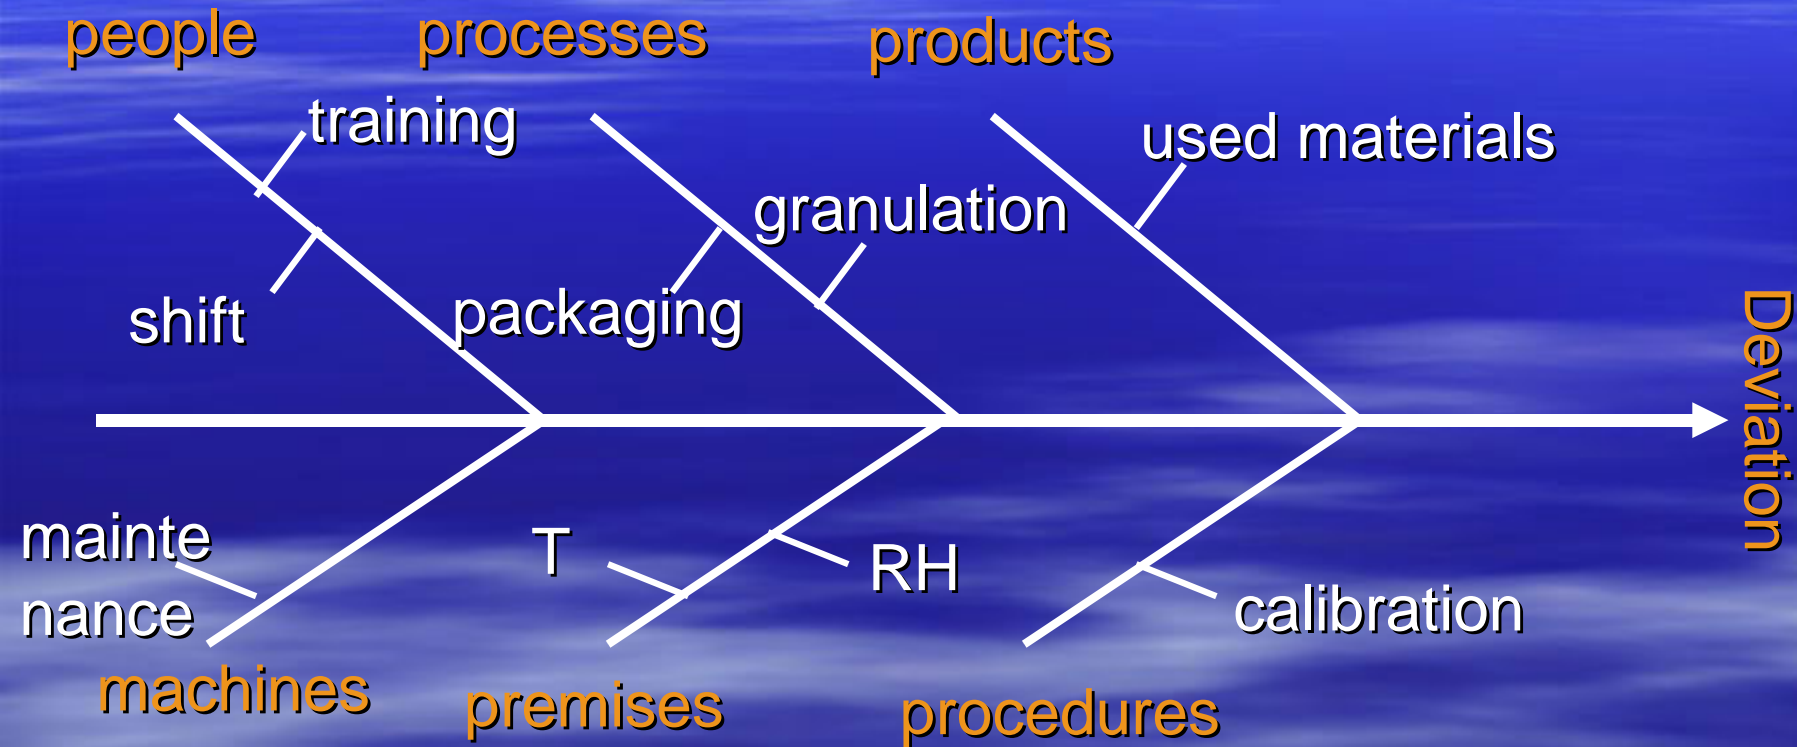 people
processes
products
training
used materials
granulation
shift
packaging
Deviation
mainte
nance
T
RH
calibration
machines
premises
procedures